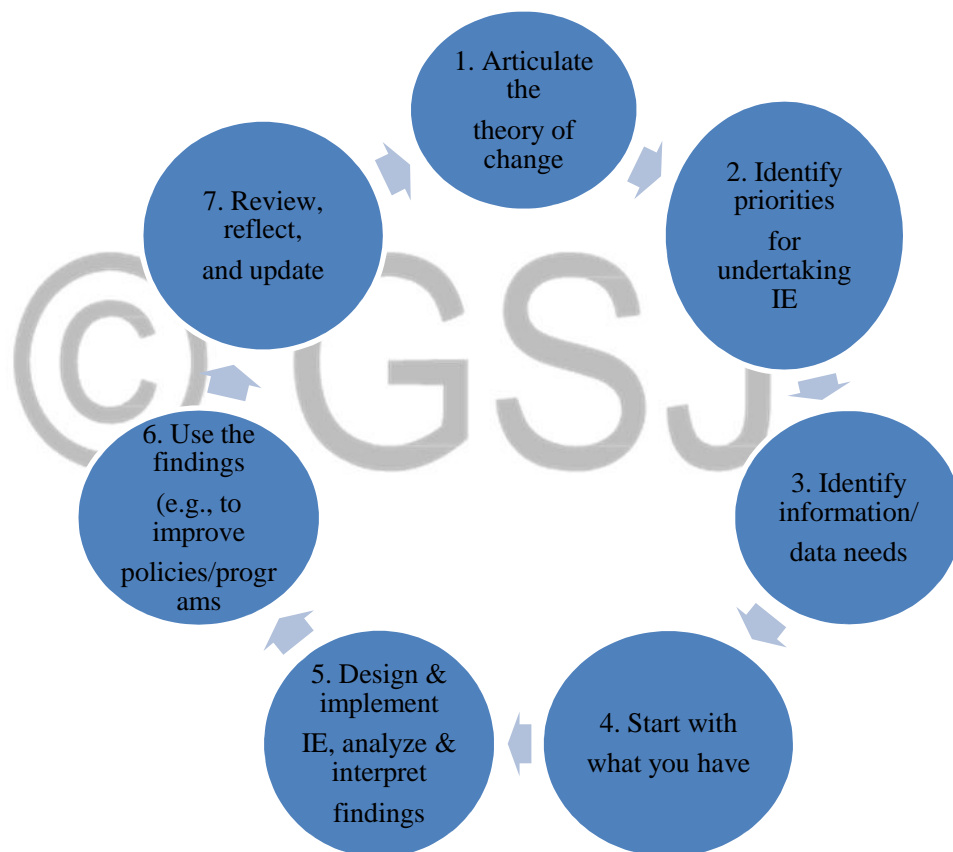 1. Articulate
the
theory of
change
2. Identify
priorities
for
undertaking
IE
3. Identify
information/
data needs
4. Start with
what you have
5. Design &
implement
IE, analyze &
interpret
findings
6. Use the
findings
(e.g., to
improve
policies/progr
ams
7. Review,
reflect,
and update
© GSJ